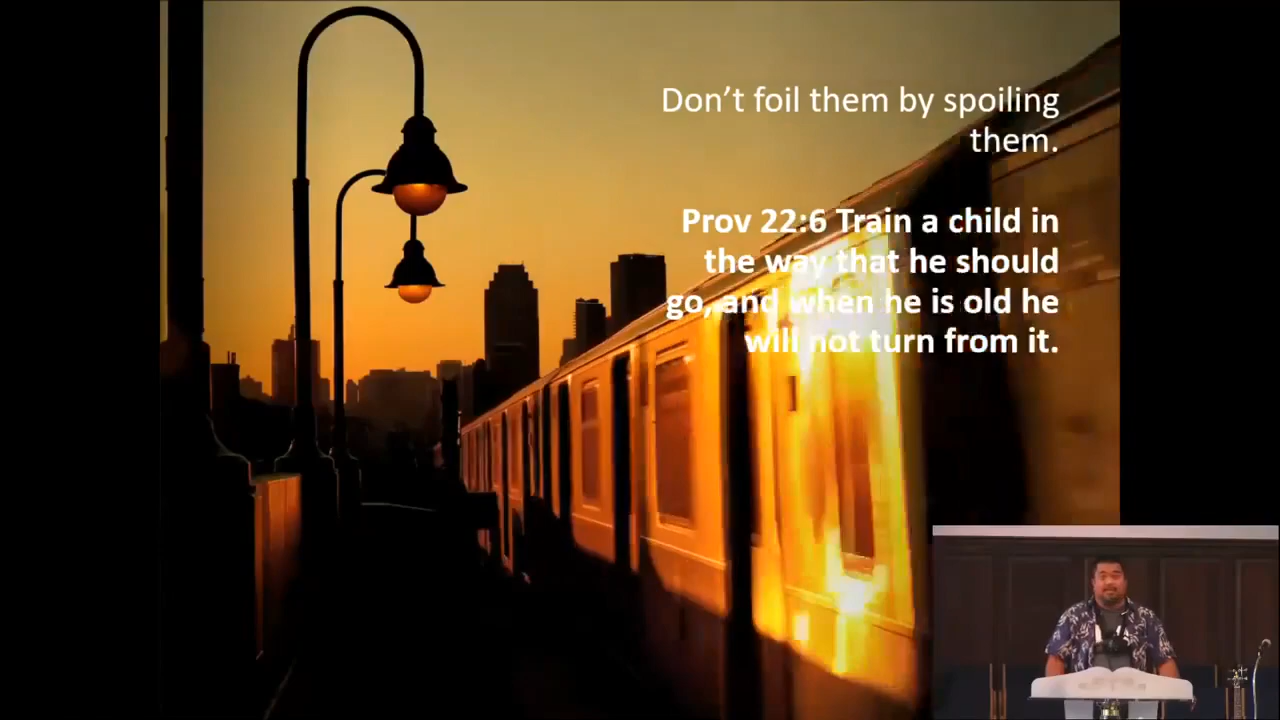 Don’t foil them by spoiling
them.
Prov 22:6 Train a child in
the way that he should
go, and when he is old he
will not turn from it.